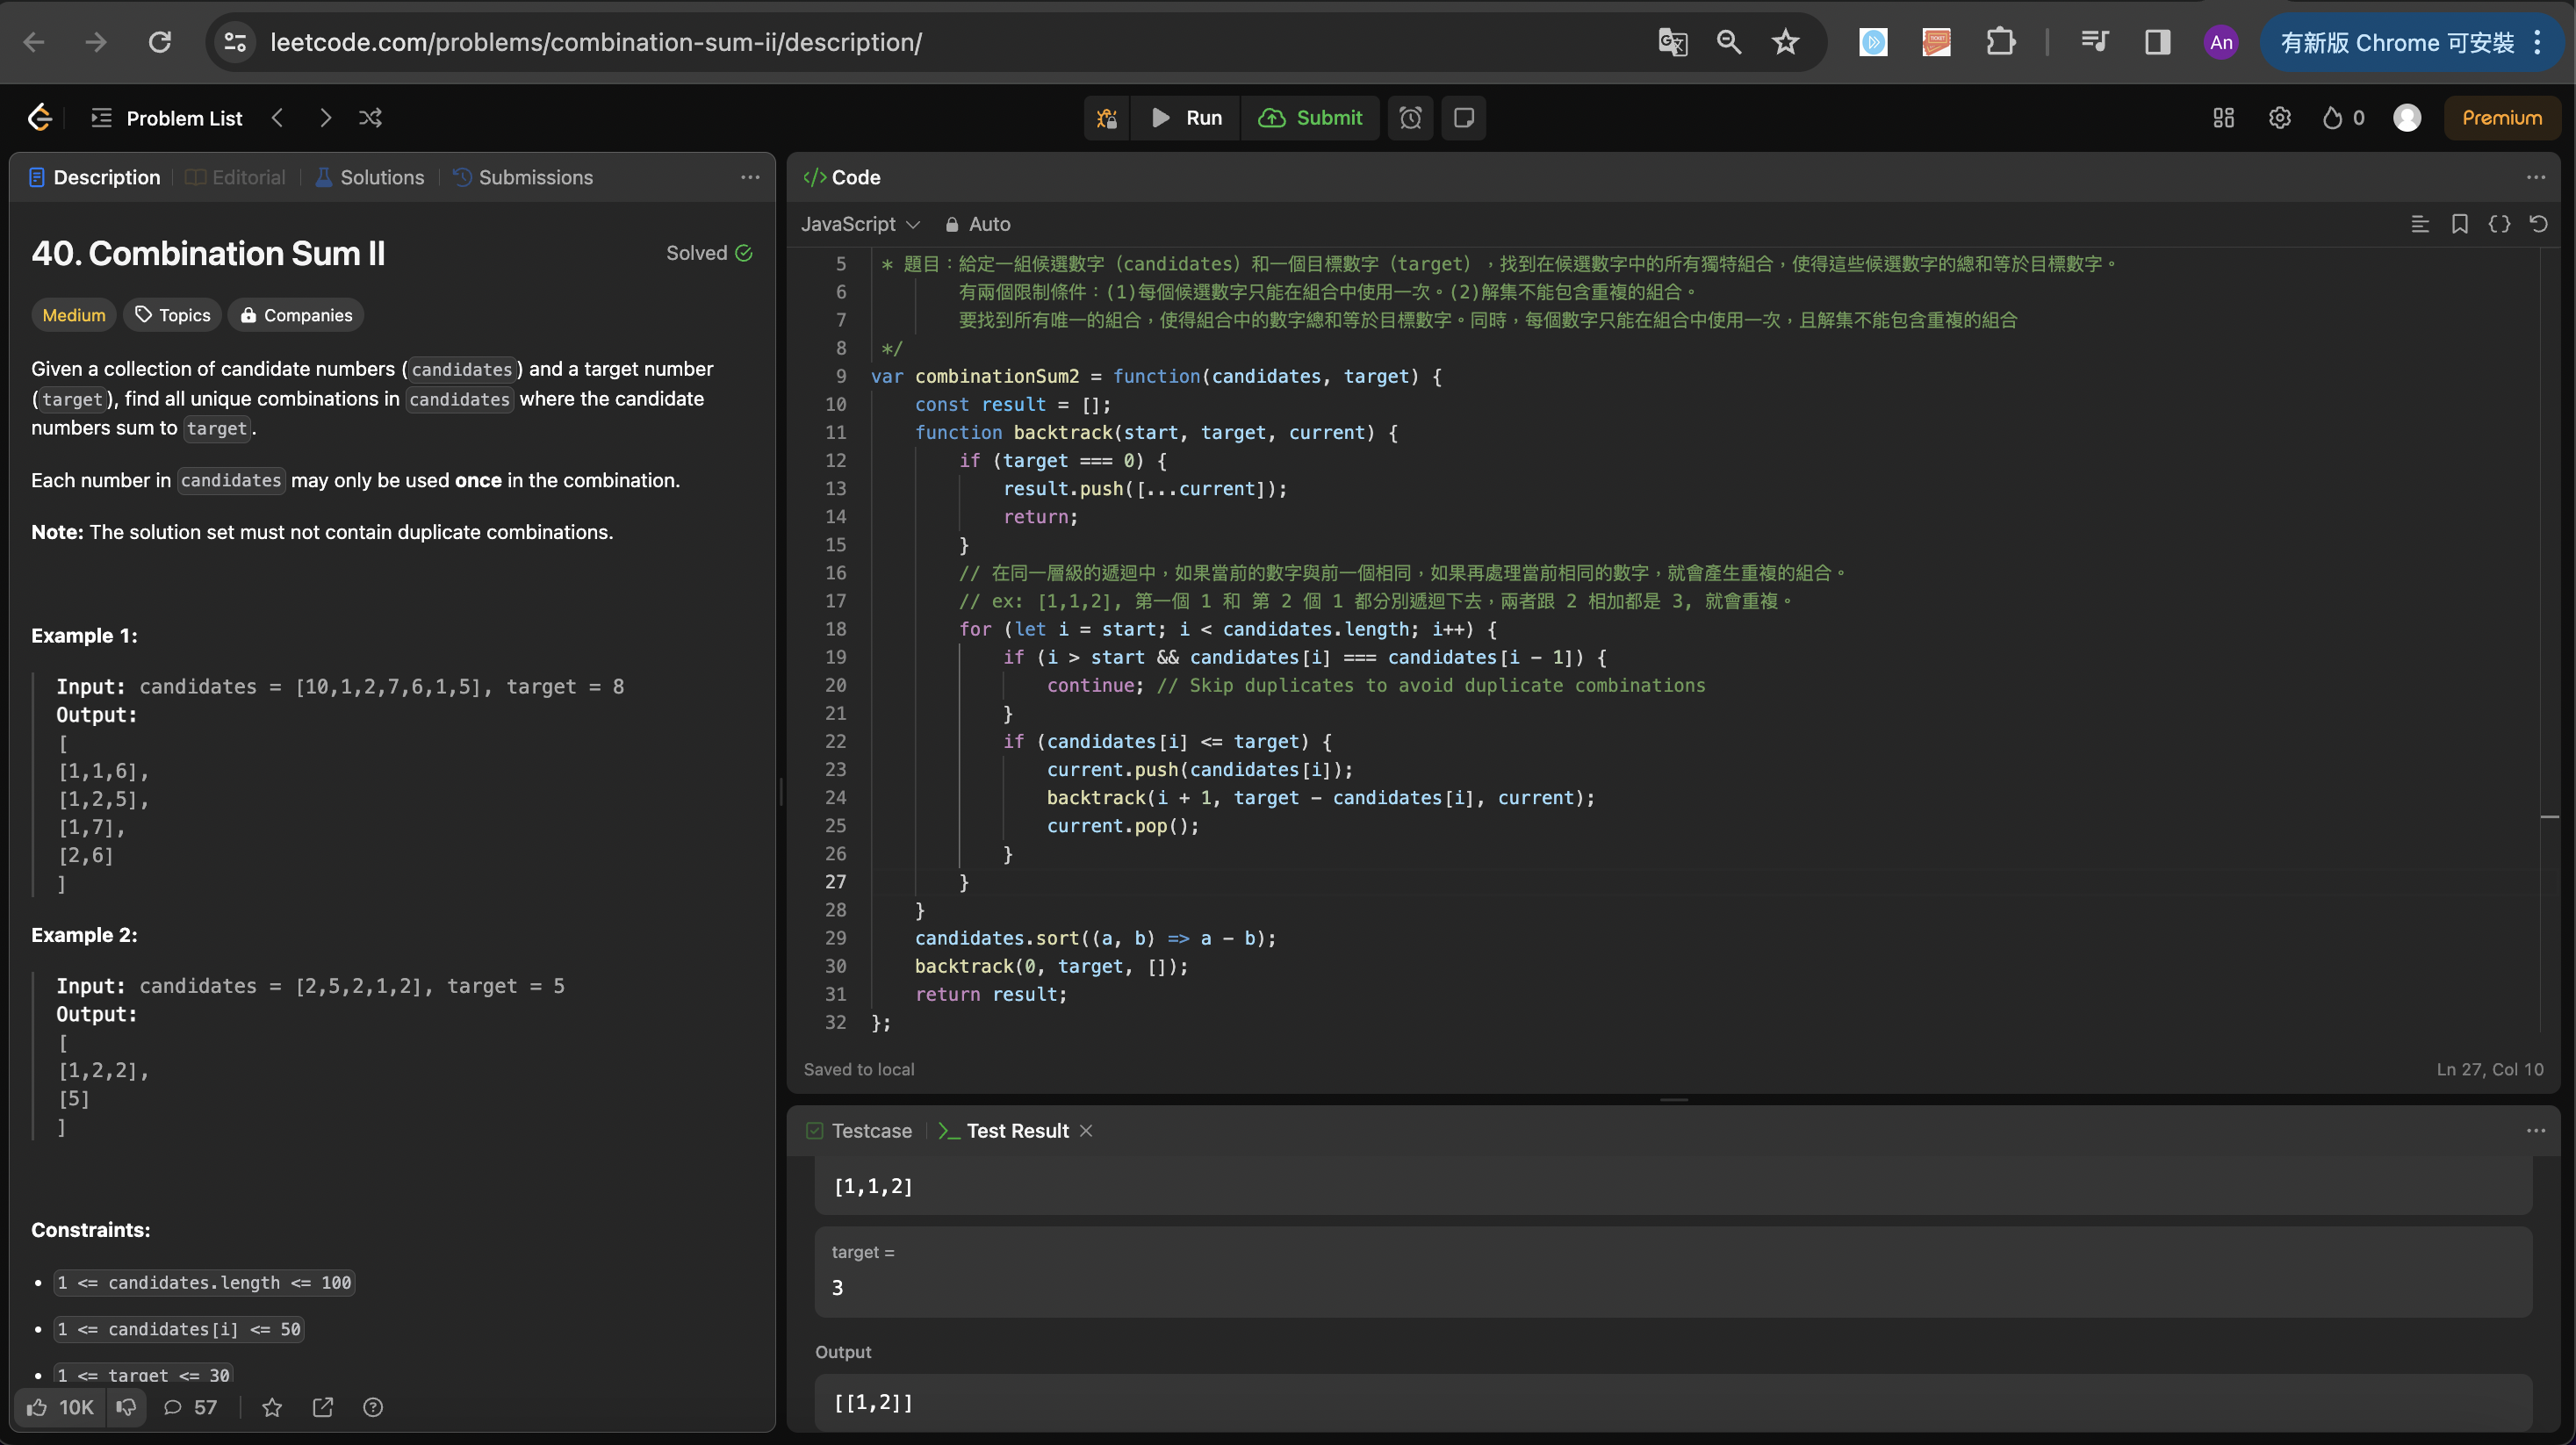 leetcode.com/problems/combination-sum-ii/description/
An
有新版 Chrome 可安裝
Problem List
Run
Submit
0
Premium
Description
Editorial
Solutions
Submissions
40. Combination Sum II
Solved
Medium
Topics
Companies
Given a collection of candidate numbers (candidates) and a target number
(target), find all unique combinations in candidates where the candidate
numbers sum to target.
Each number in candidates may only be used once in the combination.
Note: The solution set must not contain duplicate combinations.
Example 1:
Input: candidates = [10,1,2,7,6,1,5], target = 8
Output:
[
[1,1,6],
[1,2,5],
[1,7],
[2,6]
]
Example 2:
Input: candidates = [2,5,2,1,2], target = 5
Output:
[
[1,2,2],
[5]
]
Constraints:
1 <= candidates.length <= 100
1 <= candidates[i] <= 50
1 <= target <= 30
10K
57
</> Code
JavaScript
Auto
5 * 題目：給定一組候選數字（candidates）和一個目標數字（target），找到在候選數字中的所有獨特組合，使得這些候選數字的總和等於目標數字。
6 有兩個限制條件：(1)每個候選數字只能在組合中使用一次。(2)解集不能包含重複的組合。
7 要找到所有唯一的組合，使得組合中的數字總和等於目標數字。同時，每個數字只能在組合中使用一次，且解集不能包含重複的組合
8 */
9 var combinationSum2 = function(candidates, target) {
10 const result = [];
11 function backtrack(start, target, current) {
12 if (target === 0) {
13 result.push([...current]);
14 return;
15 }
16 // 在同一層級的遞迴中，如果當前的數字與前一個相同，如果再處理當前相同的數字，就會產生重複的組合。
17 // ex: [1,1,2], 第一個 1 和 第 2 個 1 都分別遞迴下去，兩者跟 2 相加都是 3, 就會重複。
18 for (let i = start; i < candidates.length; i++) {
19 if (i > start && candidates[i] === candidates[i - 1]) {
20 continue; // Skip duplicates to avoid duplicate combinations
21 }
22 if (candidates[i] <= target) {
23 current.push(candidates[i]);
24 backtrack(i + 1, target - candidates[i], current);
25 current.pop();
26 }
27 }
28 }
29 candidates.sort((a, b) => a - b);
30 backtrack(0, target, []);
31 return result;
32 };
Saved to local
Ln 27, Col 10
Testcase
Test Result
[1,1,2]
target =
3
Output
[[1,2]]